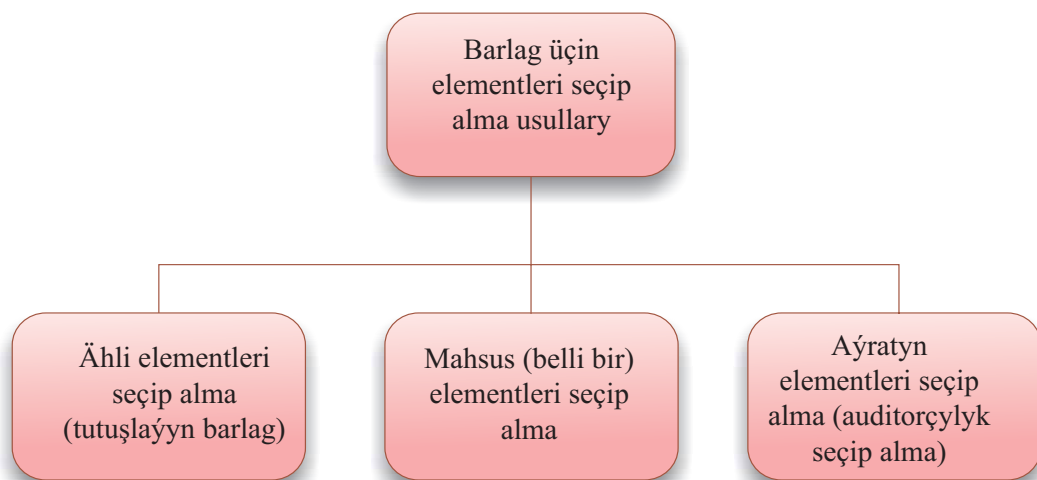 Barlag üçin
elementleri seçip
alma usullary
Ähli elementleri
seçip alma
(tutuşlaýyn barlag)
Mahsus (belli bir)
elementleri seçip
alma
Aýratyn
elementleri seçip
alma (auditorçylyk
seçip alma)